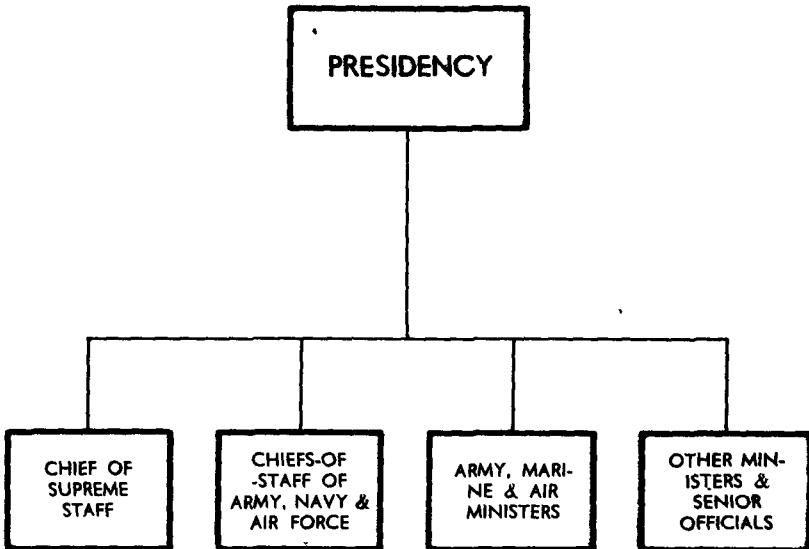 PRESIDENCY
CHIEF OF
SUPREME
STAFF
CHIEFS-OF
-STAFF OF
ARMY, NAVY &
AIR FORCE
ARMY, MARI-
NE & AIR
MINISTERS
OTHER MIN-
ISTERS &
SENIOR
OFFICIALS